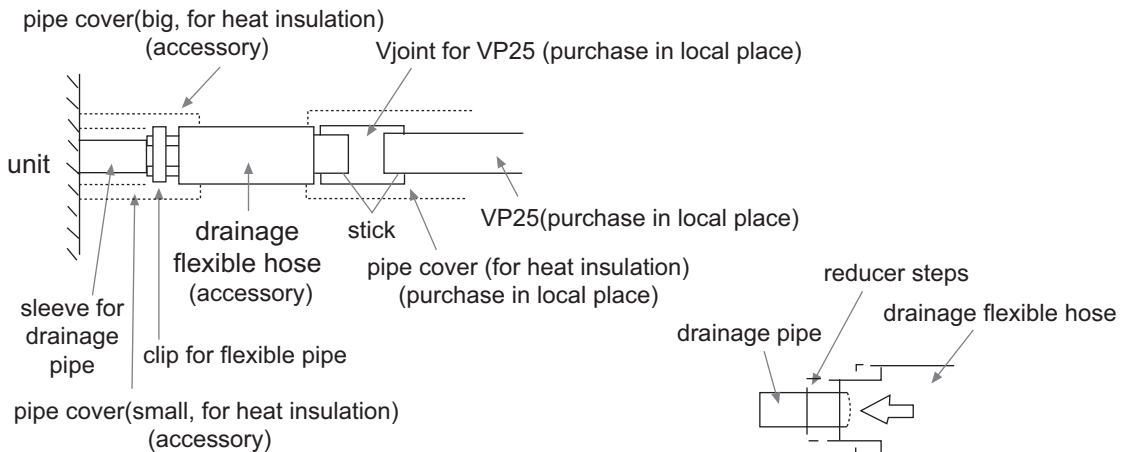 pipe cover(big, for heat insulation)
(accessory)
Vjoint for VP25 (purchase in local place)
unit
VP25(purchase in local place)
drainage
flexible hose
(accessory)
stick
pipe cover (for heat insulation)
(purchase in local place)
sleeve for
drainage
pipe
clip for flexible pipe
pipe cover(small, for heat insulation)
(accessory)
reducer steps
drainage flexible hose
drainage pipe